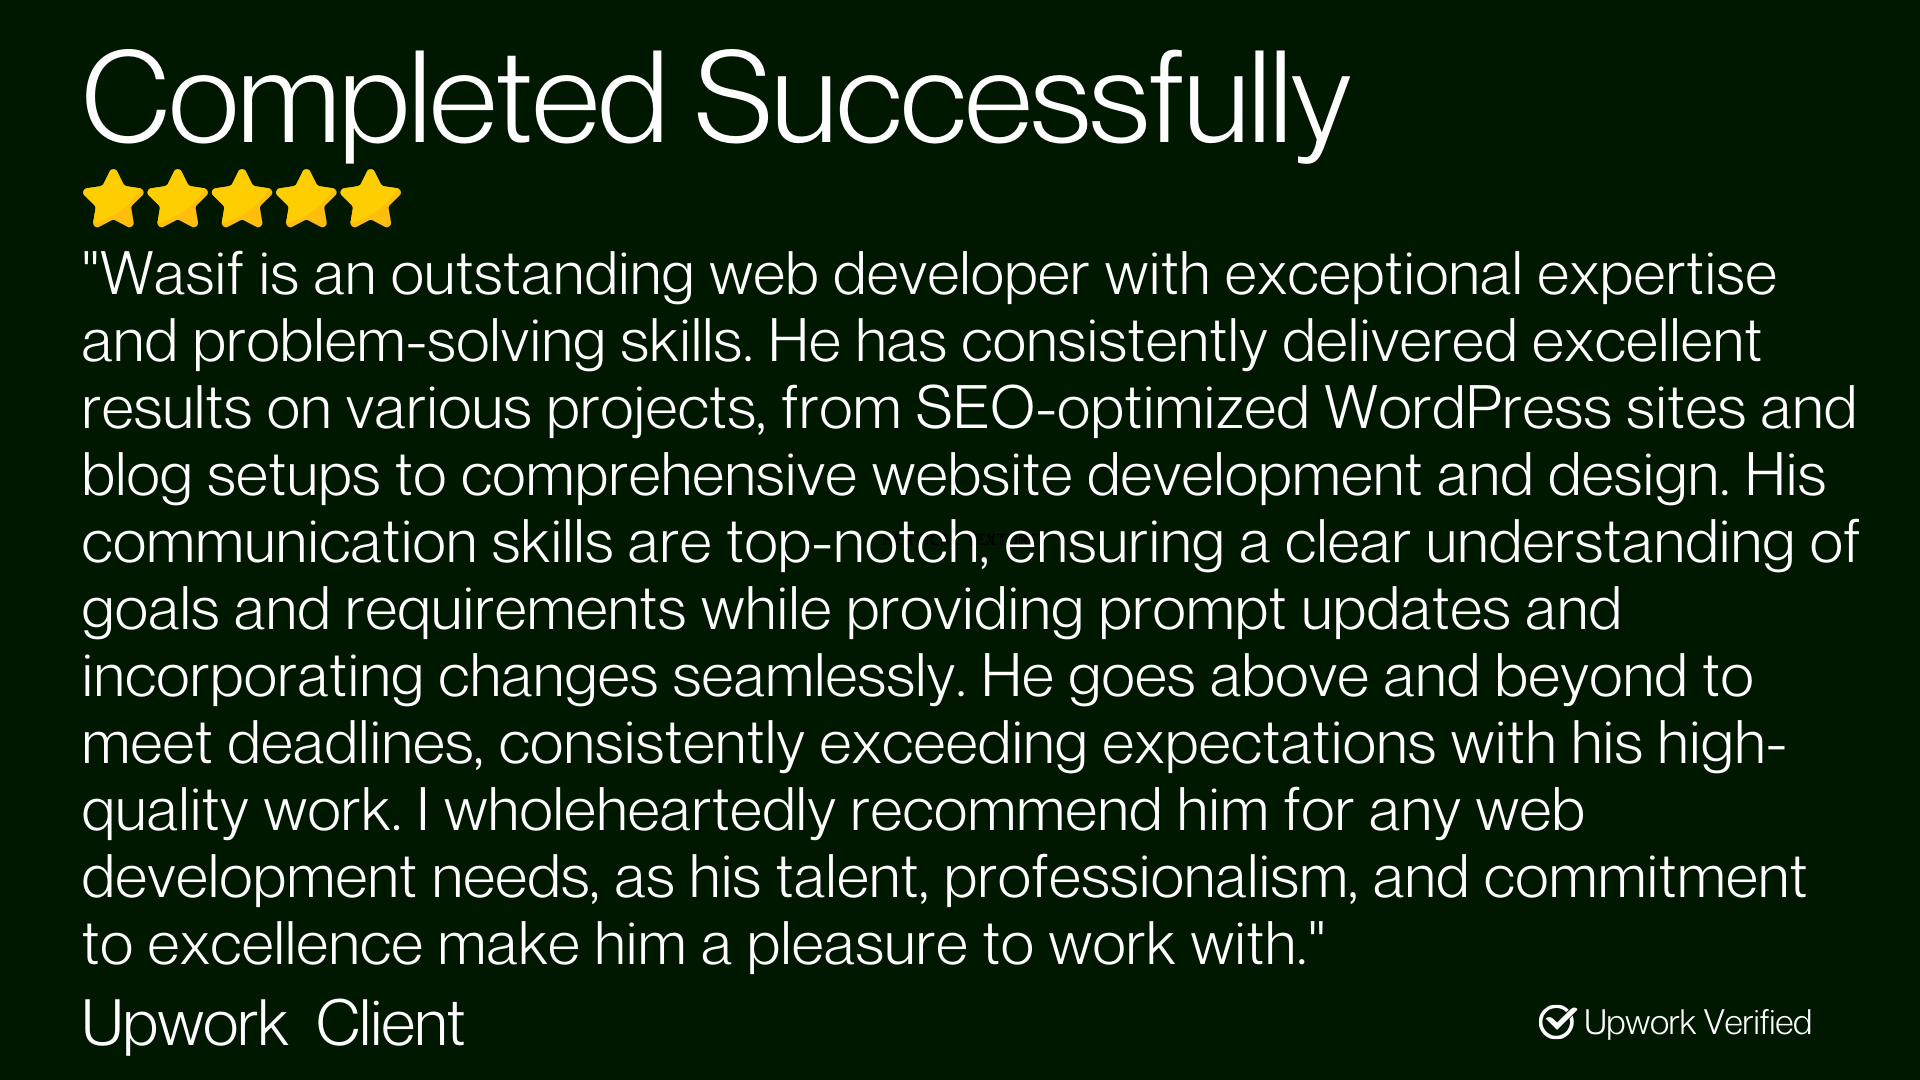 Completed Successfully
"Wasif is an outstanding web developer with exceptional expertise
and problem-solving skills. He has consistently delivered excellent
results on various projects, from SEO-optimized WordPress sites and
blog setups to comprehensive website development and design. His
communication skills are top-notch, ensuring a clear understanding of
goals and requirements while providing prompt updates and
incorporating changes seamlessly. He goes above and beyond to
meet deadlines, consistently exceeding expectations with his high-
quality work. I wholeheartedly recommend him for any web
development needs, as his talent, professionalism, and commitment
to excellence make him a pleasure to work with."
Upwork Client
Upwork Verified